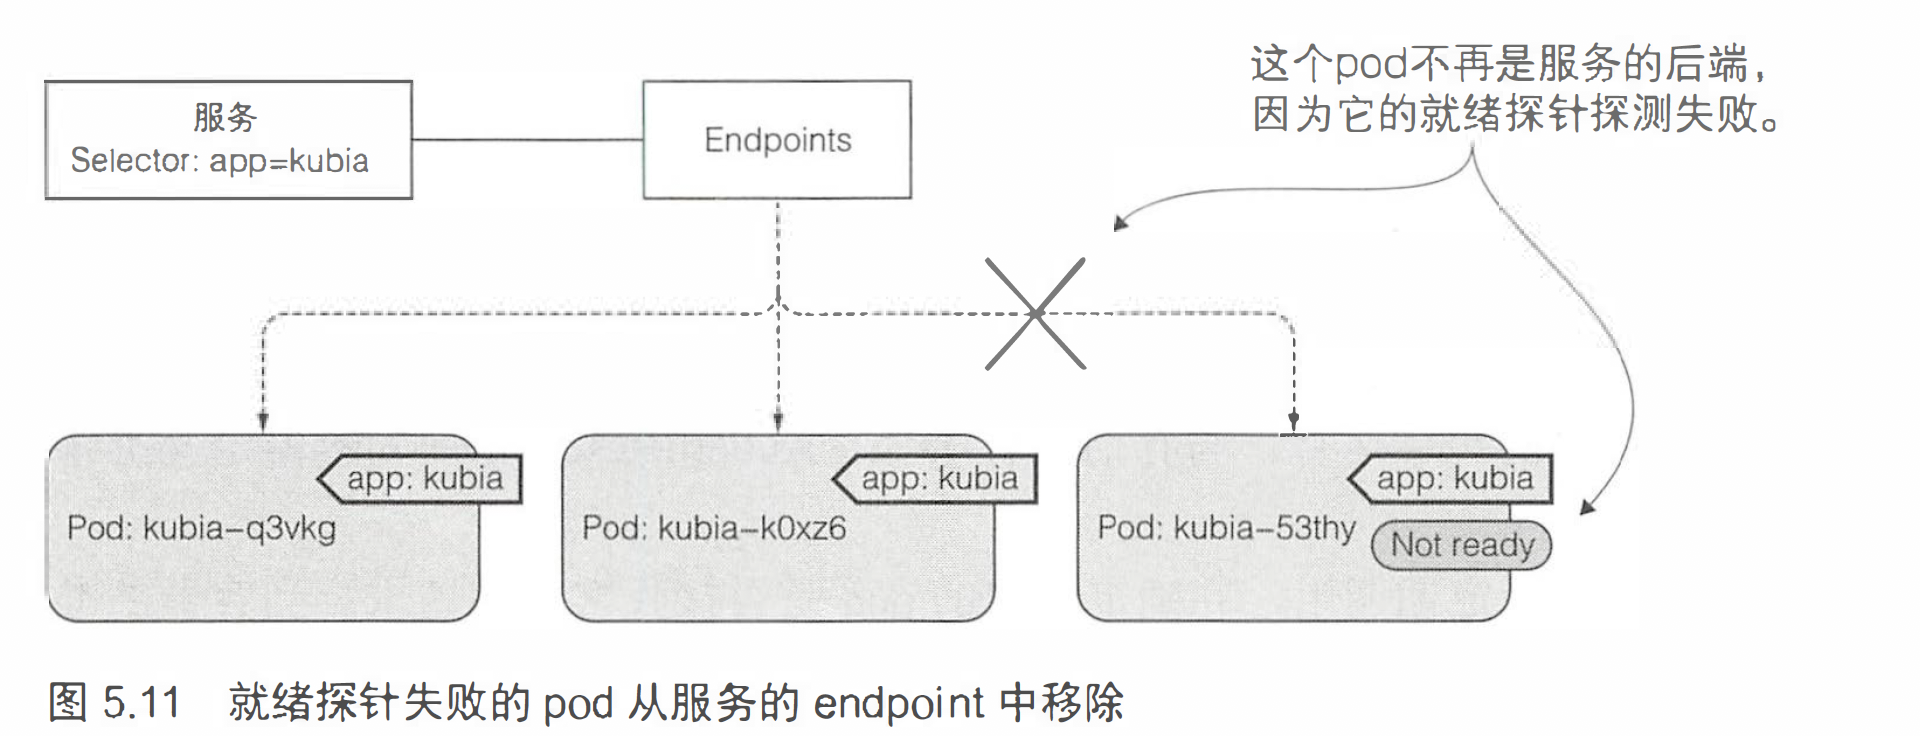 服务
Selector: app=kubia
Endpoints
这个pod不再是服务的后端，
因为它的就绪探针探测失败。
app: kubia
Pod: kubia-q3vkg
app: kubia
Pod: kubia-k0xz6
app: kubia
Pod: kubia-53thy
Not ready
图 5.11 就绪探针失败的 pod 从服务的 endpoint 中移除